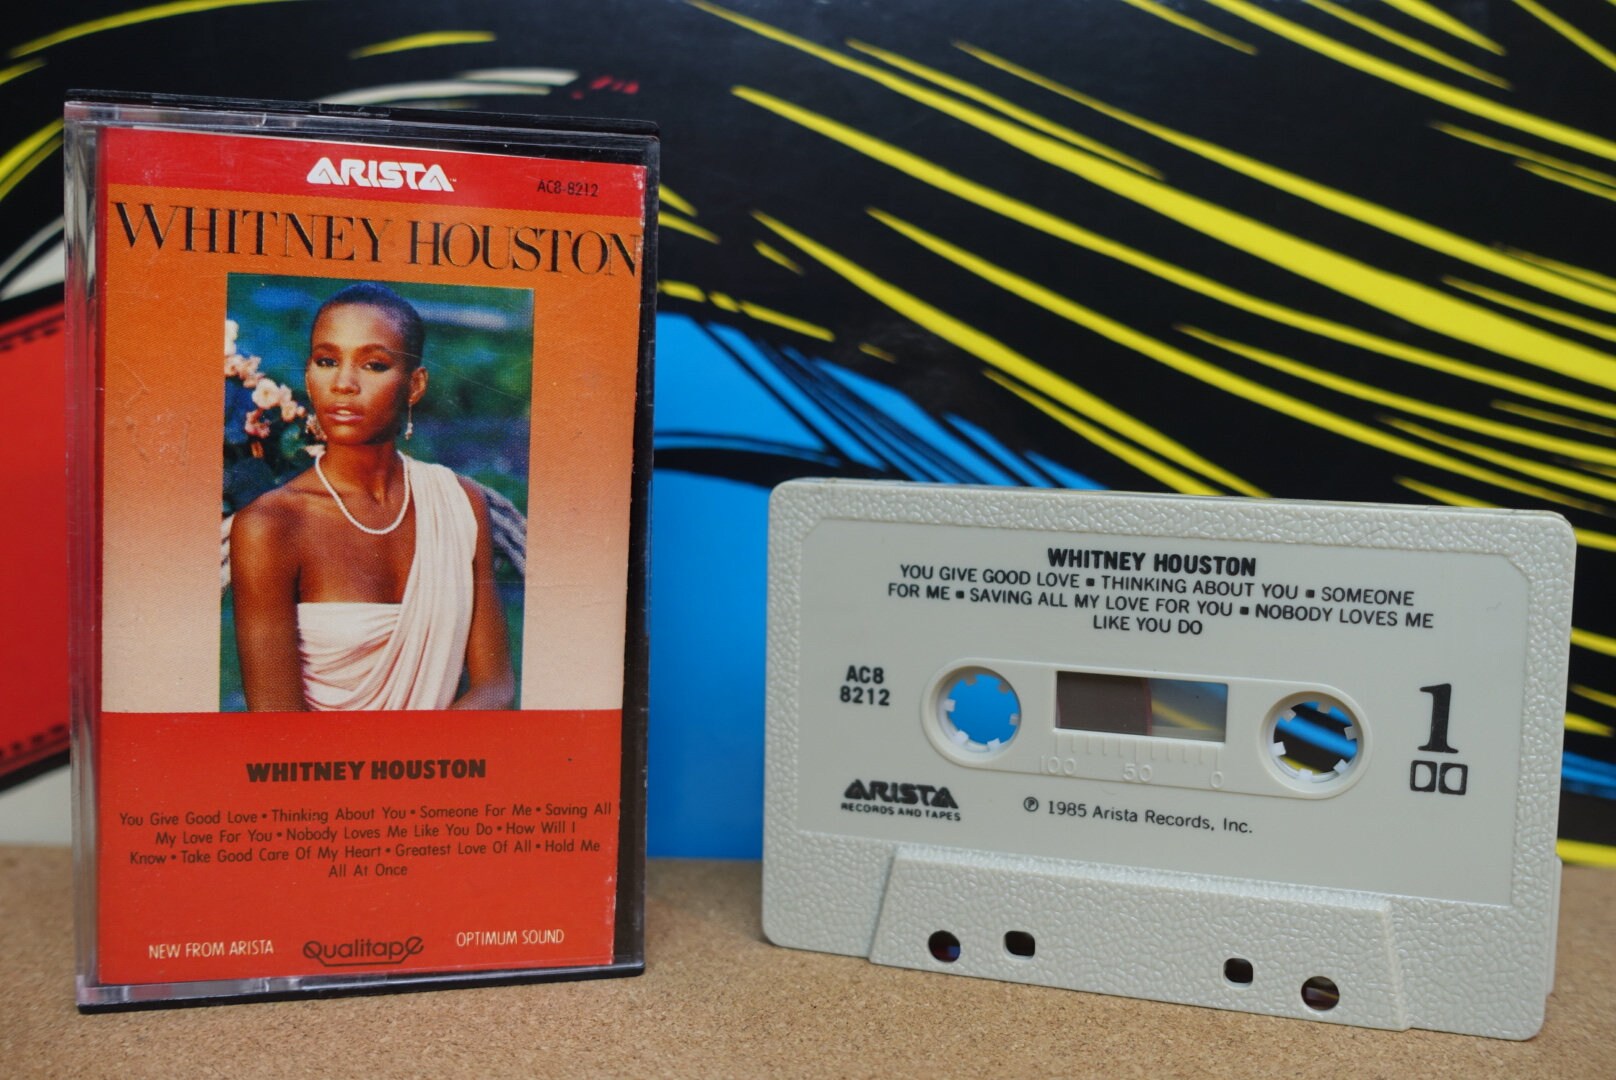 ARISTA™
AC8-8212
WHITNEY HOUSTON
WHITNEY HOUSTON
You Give Good Love • Thinking About You • Someone For Me • Saving All
My Love For You • Nobody Loves Me Like You Do • How Will I
Know • Take Good Care Of My Heart • Greatest Love Of All • Hold Me
All At Once
NEW FROM ARISTA
Qualitape
OPTIMUM SOUND
WHITNEY HOUSTON
YOU GIVE GOOD LOVE ■ THINKING ABOUT YOU ■ SOMEONE
FOR ME ■ SAVING ALL MY LOVE FOR YOU ■ NOBODY LOVES ME
LIKE YOU DO
AC8
8212
1
100 50 0
ARISTA
RECORDS AND TAPES
℗ 1985 Arista Records, Inc.